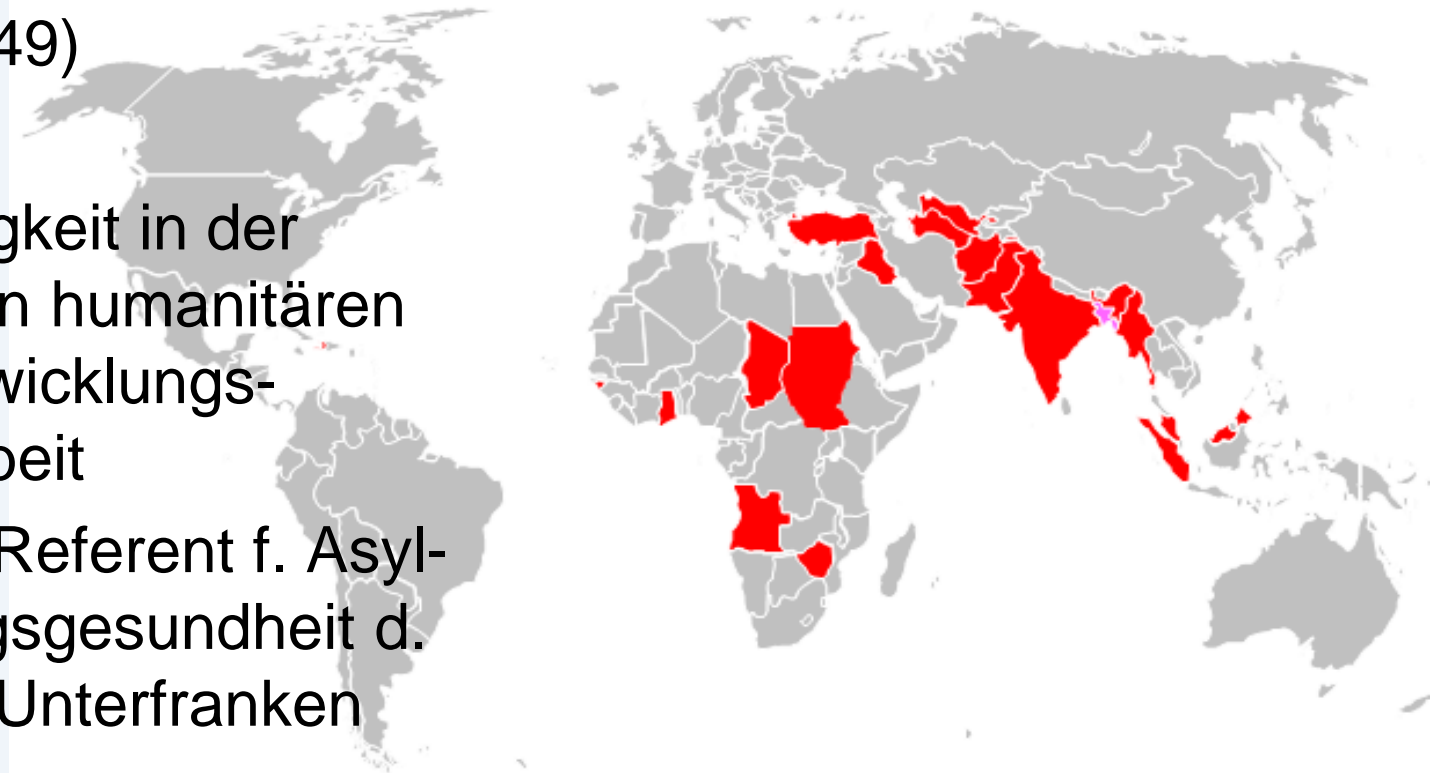 49)
gkeit in der
n humanitären
wicklungs-
beit
Referent f. Asyl-
gsgesundheit d.
Unterfranken